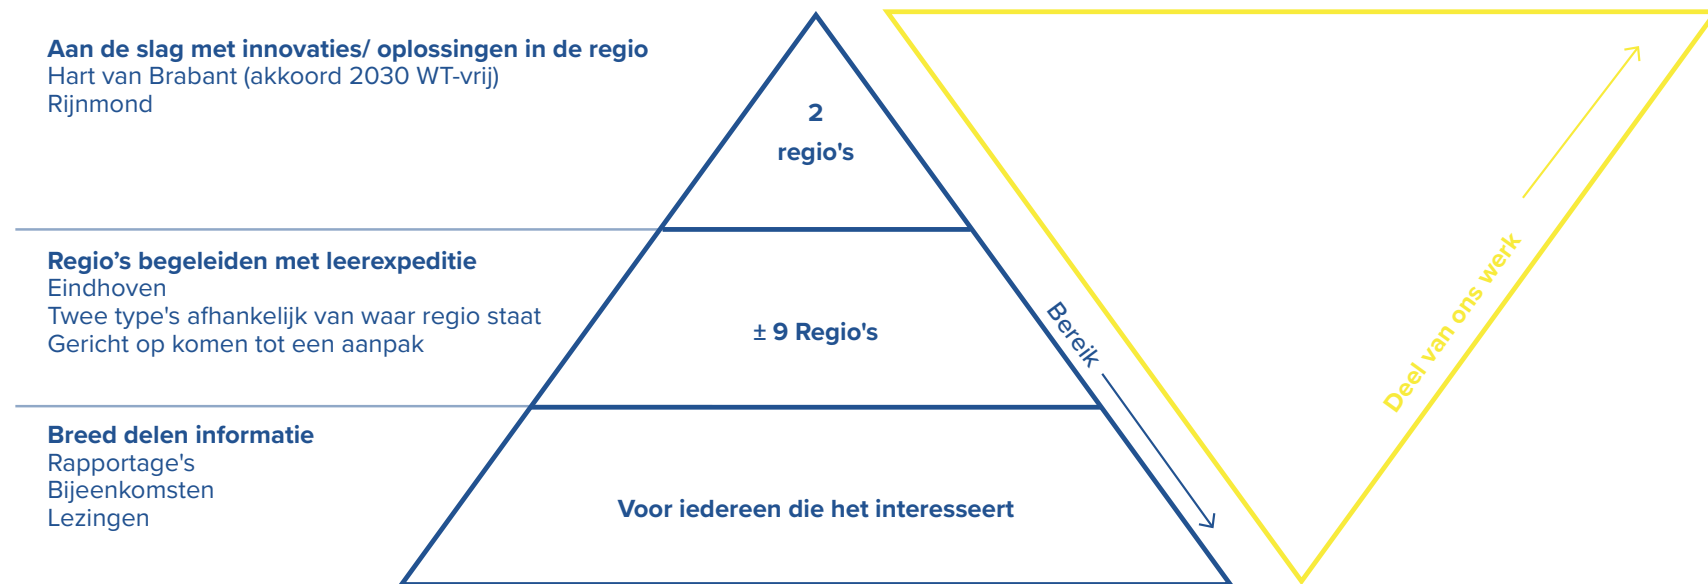 Aan de slag met innovaties/ oplossingen in de regio
Hart van Brabant (akkoord 2030 WT-vrij)
Rijnmond
2
regio's
Regio’s begeleiden met leerexpeditie
Eindhoven
Twee type's afhankelijk van waar regio staat
Gericht op komen tot een aanpak
± 9 Regio's
Bereik
Deel van ons werk
Breed delen informatie
Rapportage's
Bijeenkomsten
Lezingen
Voor iedereen die het interesseert